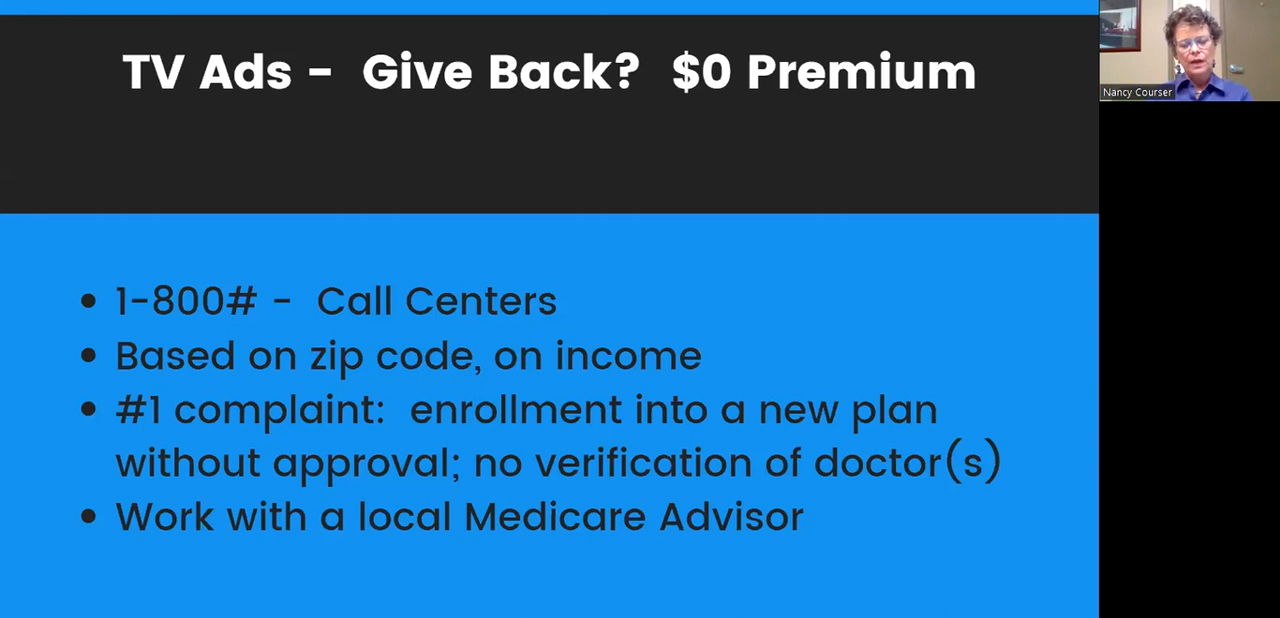 TV Ads - Give Back? $0 Premium
Nancy Courser
• 1-800# - Call Centers
• Based on zip code, on income
• #1 complaint: enrollment into a new plan
without approval; no verification of doctor(s)
• Work with a local Medicare Advisor